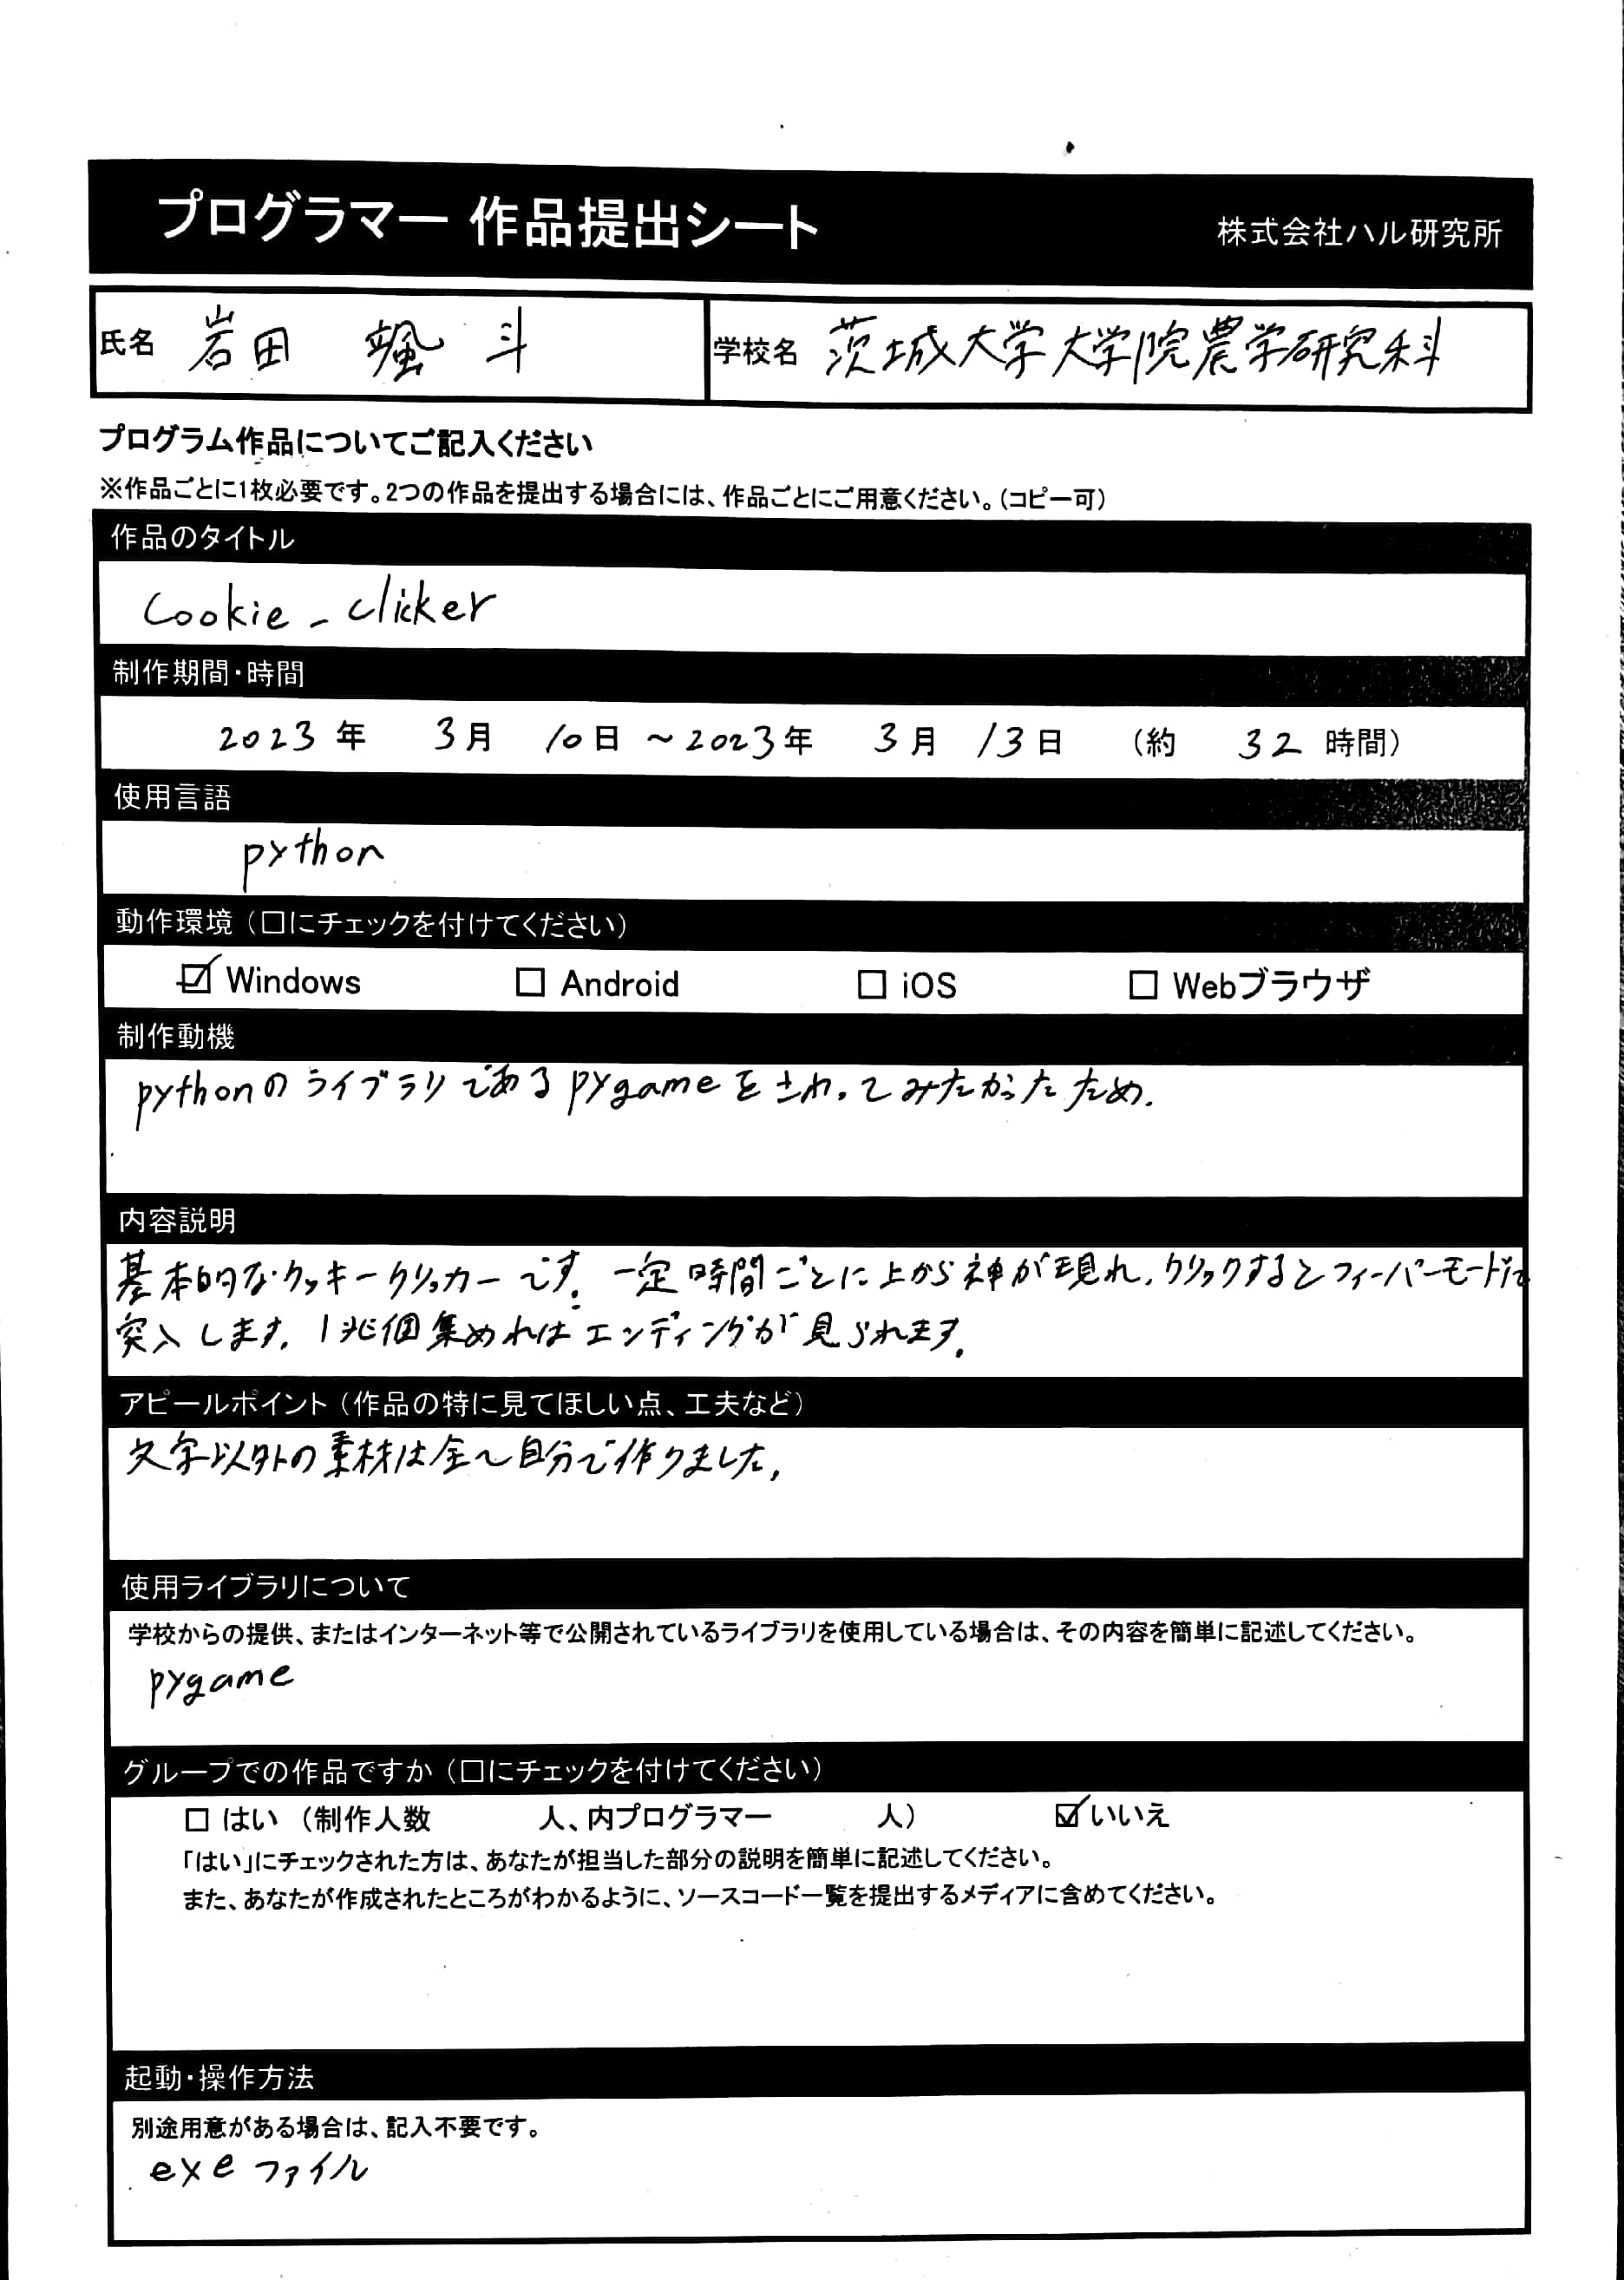 プログラマー 作品提出シート 株式会社ハル研究所
氏名 岩田 颯斗 学校名 茨城大学大学院農学研究科
プログラム作品についてご記入ください
※作品ごとに1枚必要です。2つの作品を提出する場合には、作品ごとにご用意ください。(コピー可)
作品のタイトル
Cookie_clicker
制作期間・時間
2023年 3月 10日 ～2023年 3月 13日 (約 32 時間)
使用言語
python
動作環境(□にチェックを付けてください)
☑ Windows □ Android □ iOS □ Webブラウザ
制作動機
pythonのライブラリであるpygameをさわってみたかったため.
内容説明
基本的なクッキークリッカーです. 一定時間ごとに上から神が現れ,クリックするとフィーバーモードに
突入します. 1兆個集めればエンディングが見られます.
アピールポイント(作品の特に見てほしい点、工夫など)
文字以外の素材は全て自分で作りました.
使用ライブラリについて
学校からの提供、またはインターネット等で公開されているライブラリを使用している場合は、その内容を簡単に記述してください。
pygame
グループでの作品ですか(□にチェックを付けてください)
□ はい (制作人数 人、内プログラマー 人) ☑いいえ
「はい」にチェックされた方は、あなたが担当した部分の説明を簡単に記述してください。
また、あなたが作成されたところがわかるように、ソースコード一覧を提出するメディアに含めてください。
起動・操作方法
別途用意がある場合は、記入不要です。
exe ファイル